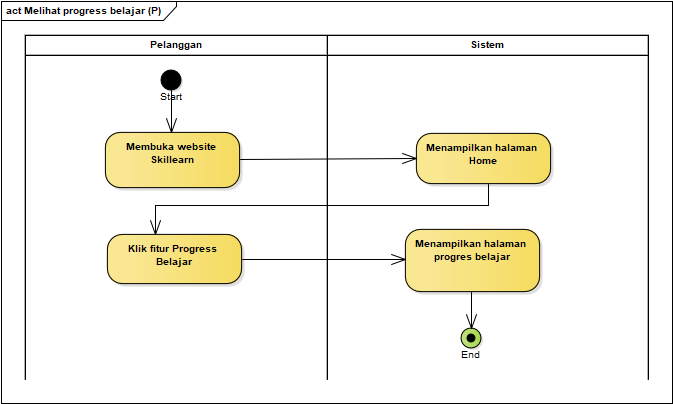 act Melihat progress belajar (P)
Pelanggan
Sistem
Start
Membuka website
Skillearn
Menampilkan halaman
Home
Klik fitur Progress
Belajar
Menampilkan halaman
progres belajar
End